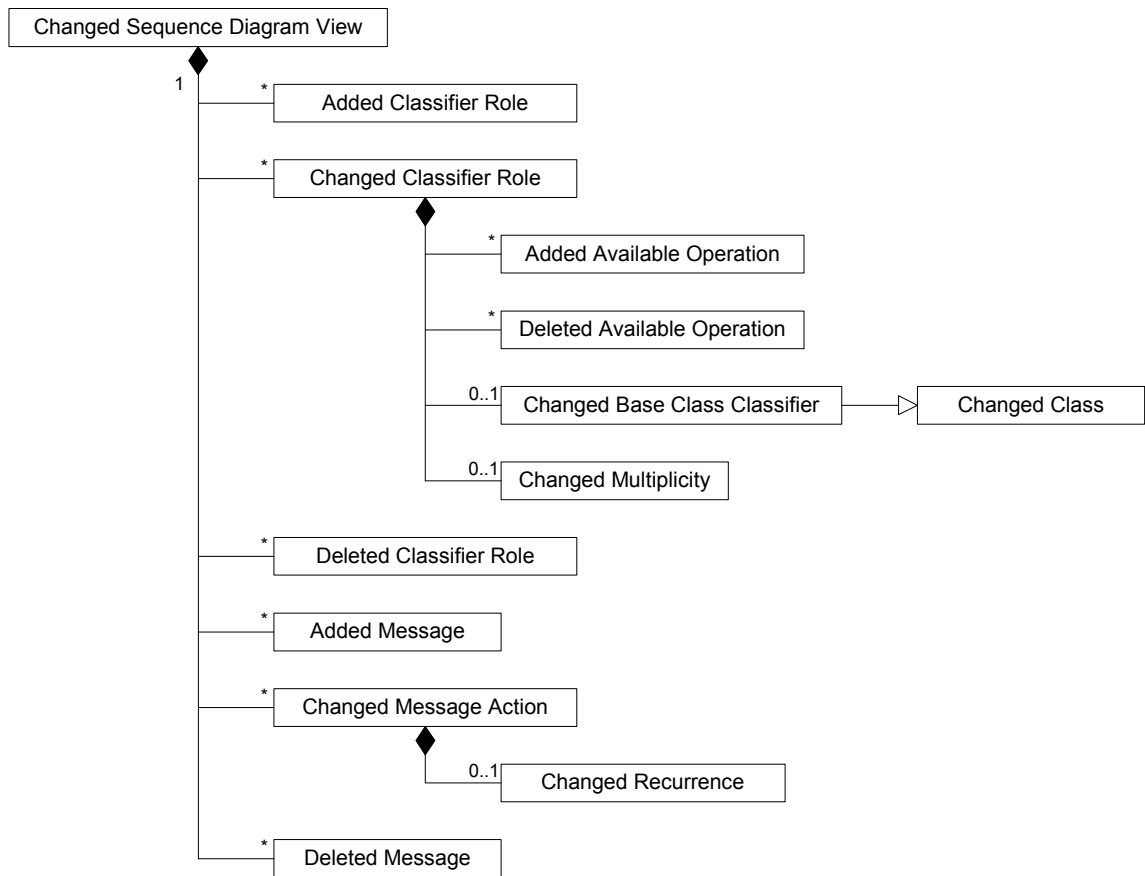 Changed Sequence Diagram View
1
*
Added Classifier Role
*
Changed Classifier Role
*
Added Available Operation
*
Deleted Available Operation
0..1
Changed Base Class Classifier
Changed Class
0..1
Changed Multiplicity
*
Deleted Classifier Role
*
Added Message
*
Changed Message Action
0..1
Changed Recurrence
*
Deleted Message